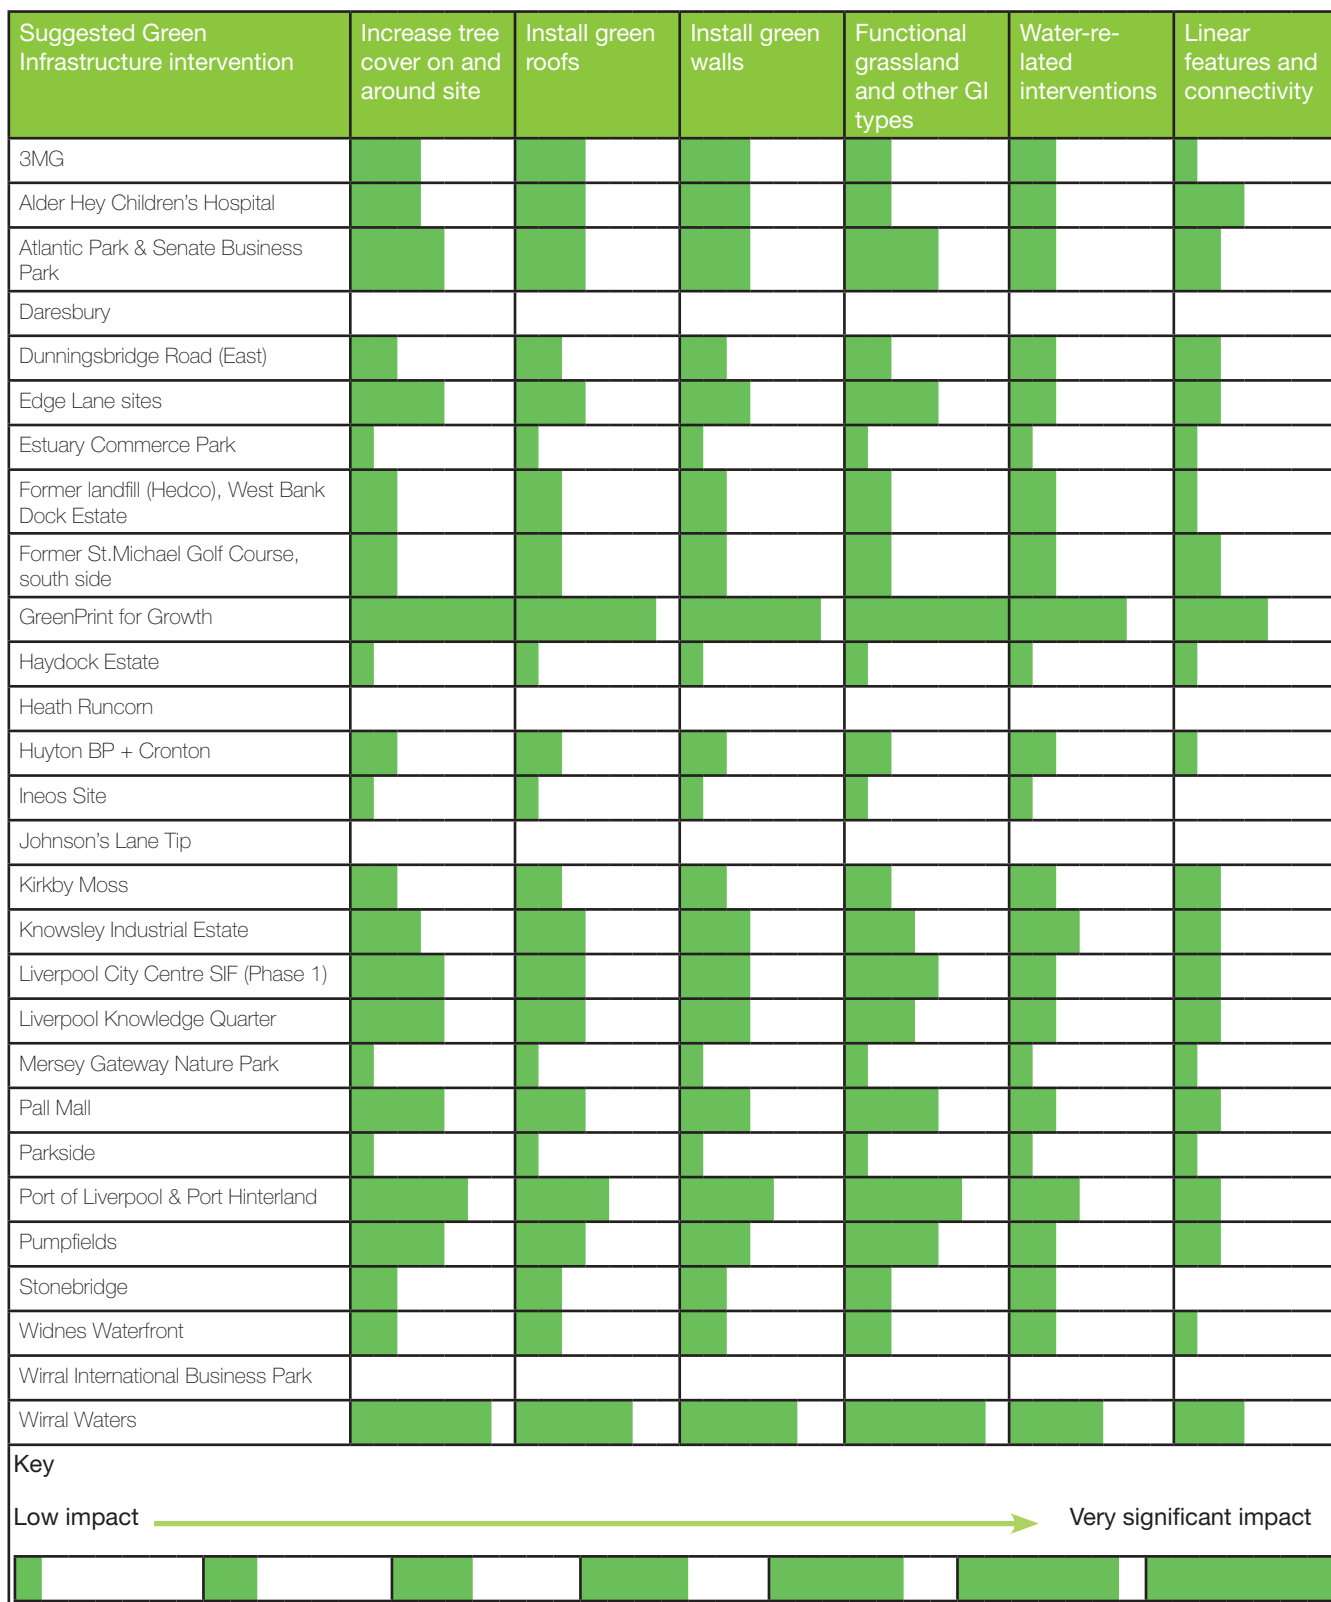 Suggested Green
Infrastructure intervention
Increase tree
cover on and
around site
Install green
roofs
Install green
walls
Functional
grassland
and other GI
types
Water-re-
lated
interventions
Linear
features and
connectivity
3MG
Alder Hey Children's Hospital
Atlantic Park & Senate Business
Park
Daresbury
Dunningsbridge Road (East)
Edge Lane sites
Estuary Commerce Park
Former landfill (Hedco), West Bank
Dock Estate
Former St.Michael Golf Course,
south side
GreenPrint for Growth
Haydock Estate
Heath Runcorn
Huyton BP + Cronton
Ineos Site
Johnson's Lane Tip
Kirkby Moss
Knowsley Industrial Estate
Liverpool City Centre SIF (Phase 1)
Liverpool Knowledge Quarter
Mersey Gateway Nature Park
Pall Mall
Parkside
Port of Liverpool & Port Hinterland
Pumpfields
Stonebridge
Widnes Waterfront
Wirral International Business Park
Wirral Waters
Key
Low impact
Very significant impact